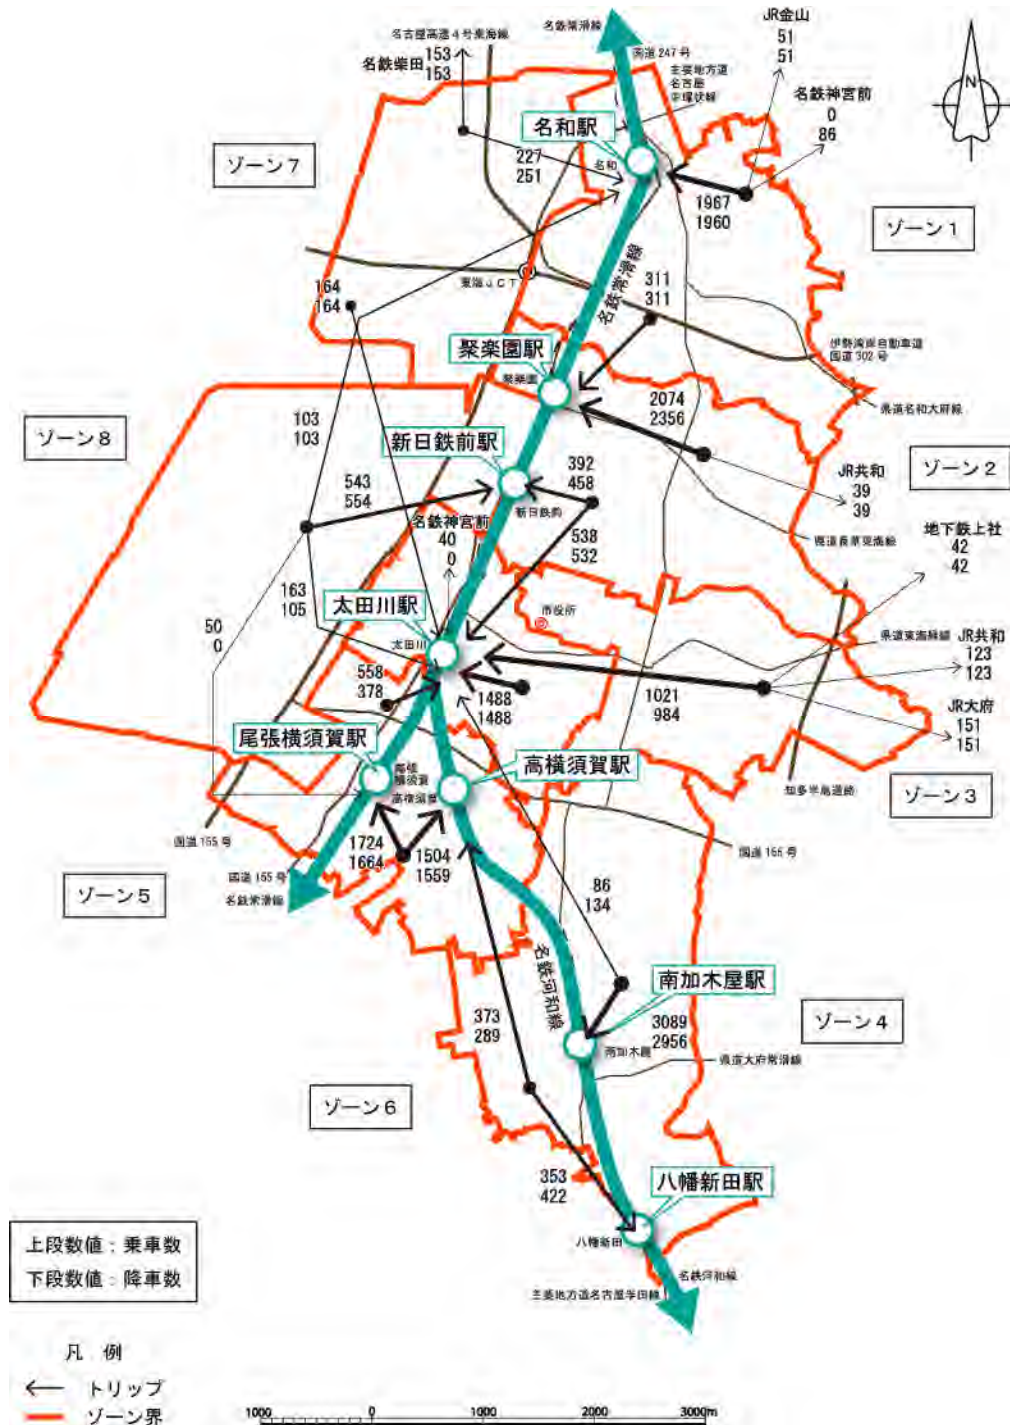 JR金山
51
51
名古屋高速4号東海線
名鉄常滑線
国道247号
名鉄柴田
153
153
主要地方道
名古屋
名鉄神宮前
0
86
N
名和駅
名和
ゾーン7
227
251
1967
1960
ゾーン1
名鉄常滑線
311
311
東海JCT
164
164
伊勢湾岸自動車道
国道302号
聚楽園駅
聚楽園
2074
2356
県道名和大府線
103
103
ゾーン8
新日鉄前駅
392
458
JR共和
39
39
ゾーン2
543
554
新日鉄前
名鉄神宮前
40
0
538
532
地下鉄上社
42
42
163
105
太田川駅
太田川
市役所
50
0
JR共和
123
123
558
378
1488
1488
1021
984
JR大府
151
151
尾張横須賀駅
尾張
横須賀
高横須賀駅
高横須賀
知多半島道路
ゾーン3
国道155号
1724
1664
1504
1559
国道155号
国道155号
ゾーン5
名鉄常滑線
86
134
名鉄河和線
南加木屋駅
373
289
3089
2956
ゾーン4
南加木屋
県道大府常滑線
ゾーン6
353
422
八幡新田駅
八幡新田
上段数値：乗車数
下段数値：降車数
名鉄河和線
主要地方道名古屋半田線
凡 例
トリップ
ゾーン界
1000 0 1000 2000 3000m